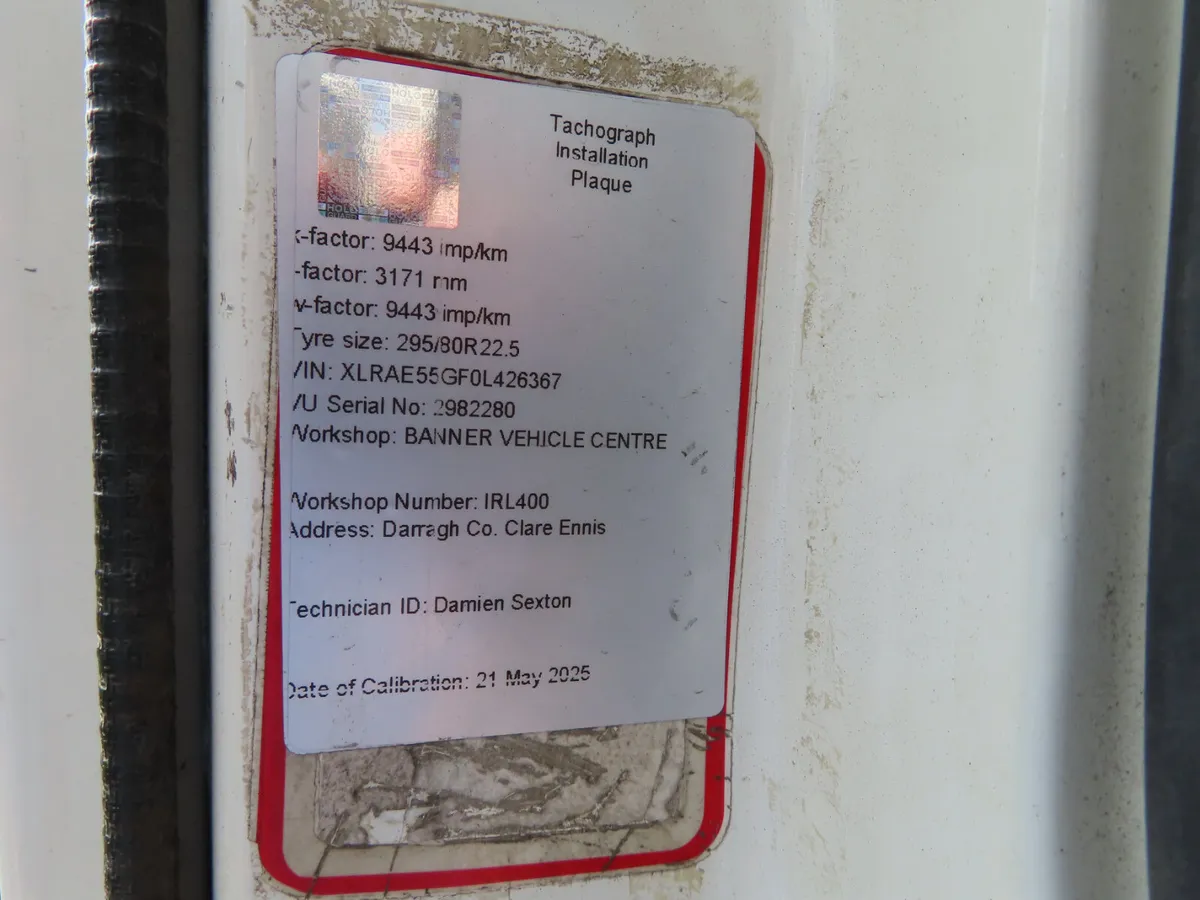 Tachograph
Installation
Plaque
k-factor: 9443 imp/km
-factor: 3171 mm
w-factor: 9443 imp/km
Tyre size: 295/80R22.5
VIN: XLRAE55GF0L426367
VU Serial No: 2982280
Workshop: BANNER VEHICLE CENTRE
Workshop Number: IRL400
Address: Darragh Co. Clare Ennis
Technician ID: Damien Sexton
Date of Calibration: 21 May 2025